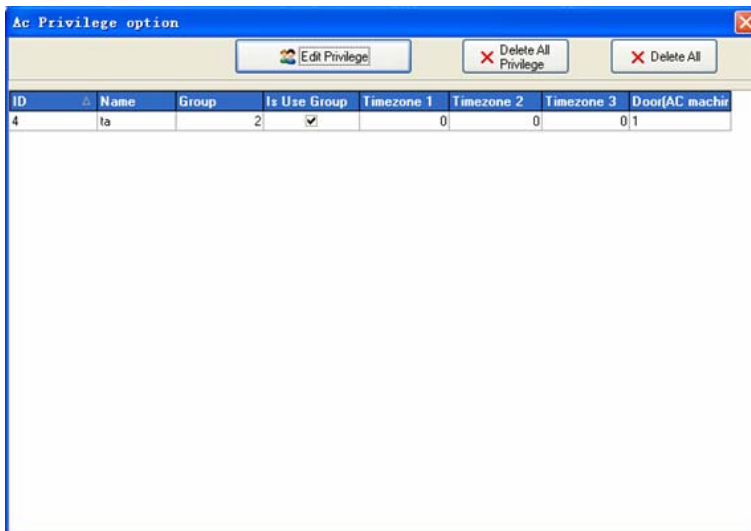 Ac Privilege option
Edit Privilege
Delete All
Privilege
Delete All
ID Name Group Is Use Group Timezone 1 Timezone 2 Timezone 3 Door(AC machin
4 ta 2 0 0 0 1